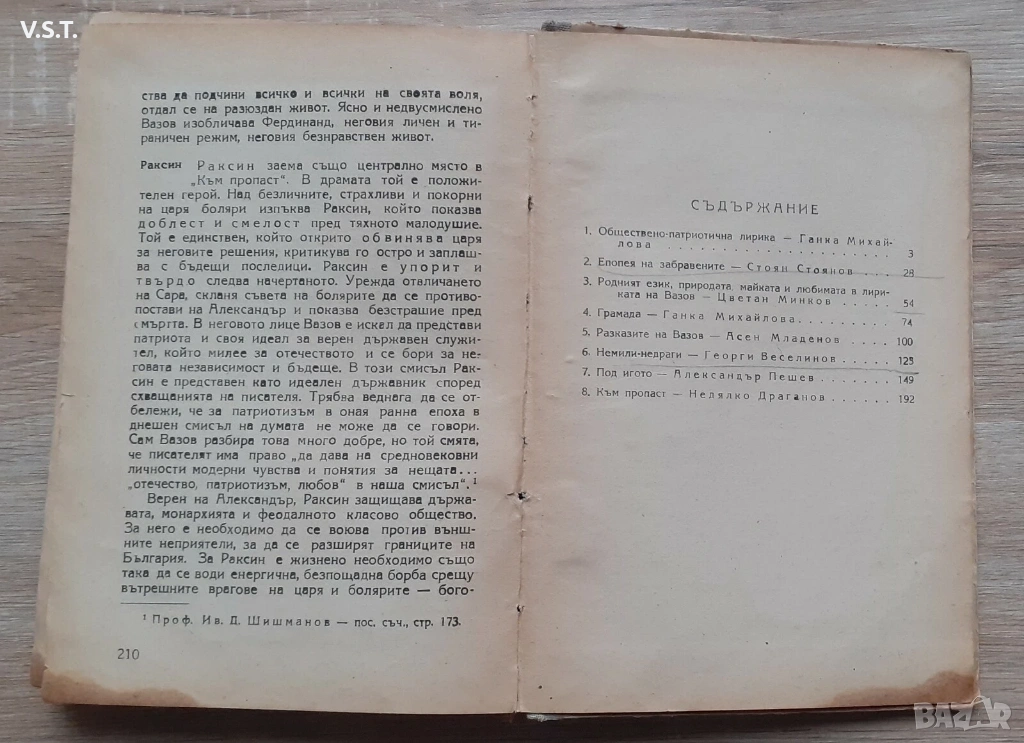 V.S.T.
ства да подчини всичко и всички на своята воля,
отдал се на разюздан живот. Ясно и недвусмислено
Вазов изобличава Фердинанд, неговия личен и ти-
раничен режим, неговия безнравствен живот.
Раксин Раксин заема също централно място в
„Към пропаст“. В драмата той е положи-
телен герой. Над безличните, страхливи и покорни
на царя боляри изпъква Раксин, който показва
доблест и смелост пред тяхното малодушие.
Той е единствен, който открито обвинява царя
за неговите решения, критикува го остро и заплаш-
ва с бъдещи последици. Раксин е упорит и
твърдо следва начертаното. Урежда отвличането
на Сара, скланя съвета на болярите да се противо-
постави на Александър и показва безстрашие пред
смъртта. В неговото лице Вазов е искал да представи
патриота и своя идеал за верен държавен служи-
тел, който милее за отечеството и се бори за не-
говата независимост и бъдеще. В този смисъл Рак-
син е представен като идеален държавник според
схващанията на писателя. Трябва веднага да се от-
бележи, че за патриотизъм в оная ранна епоха в
днешен смисъл на думата не може да се говори.
Сам Вазов разбира това много добре, но той смята,
че писателят има право „да дава на средновековни
личности модерни чувства и понятия за нещата...
„отечество, патриотизъм, любов“ в наша смисъл“.¹
Верен на Александър, Раксин защищава държа-
вата, монархията и феодалното класово общество.
За него е необходимо да се воюва против външ-
ните неприятели, за да се разширят границите на
България. За Раксин е жизнено необходимо също
така да се води енергична, безпощадна борба срещу
вътрешните врагове на царя и болярите — бого-
¹ Проф. Ив. Д. Шишманов — пос. съч., стр. 173.
210
СЪДЪРЖАНИЕ
1. Обществено-патриотична лирика — Ганка Михай-
лова . . . . . . . . . . . . . . 3
2. Епопея на забравените — Стоян Стоянов . . . 28
3. Родният език, природата, майката и любимата в лири-
ката на Вазов — Цветан Минков . . . . . 54
4. Грамада — Ганка Михайлова . . . . . . . 74
5. Разказите на Вазов — Асен Младенов . . . . 100
6. Немили-недраги — Георги Веселинов . . . . 125
7. Под игото — Александър Пешев . . . . . 149
8. Към пропаст — Недялко Драганов . . . . . 192
BAZAR